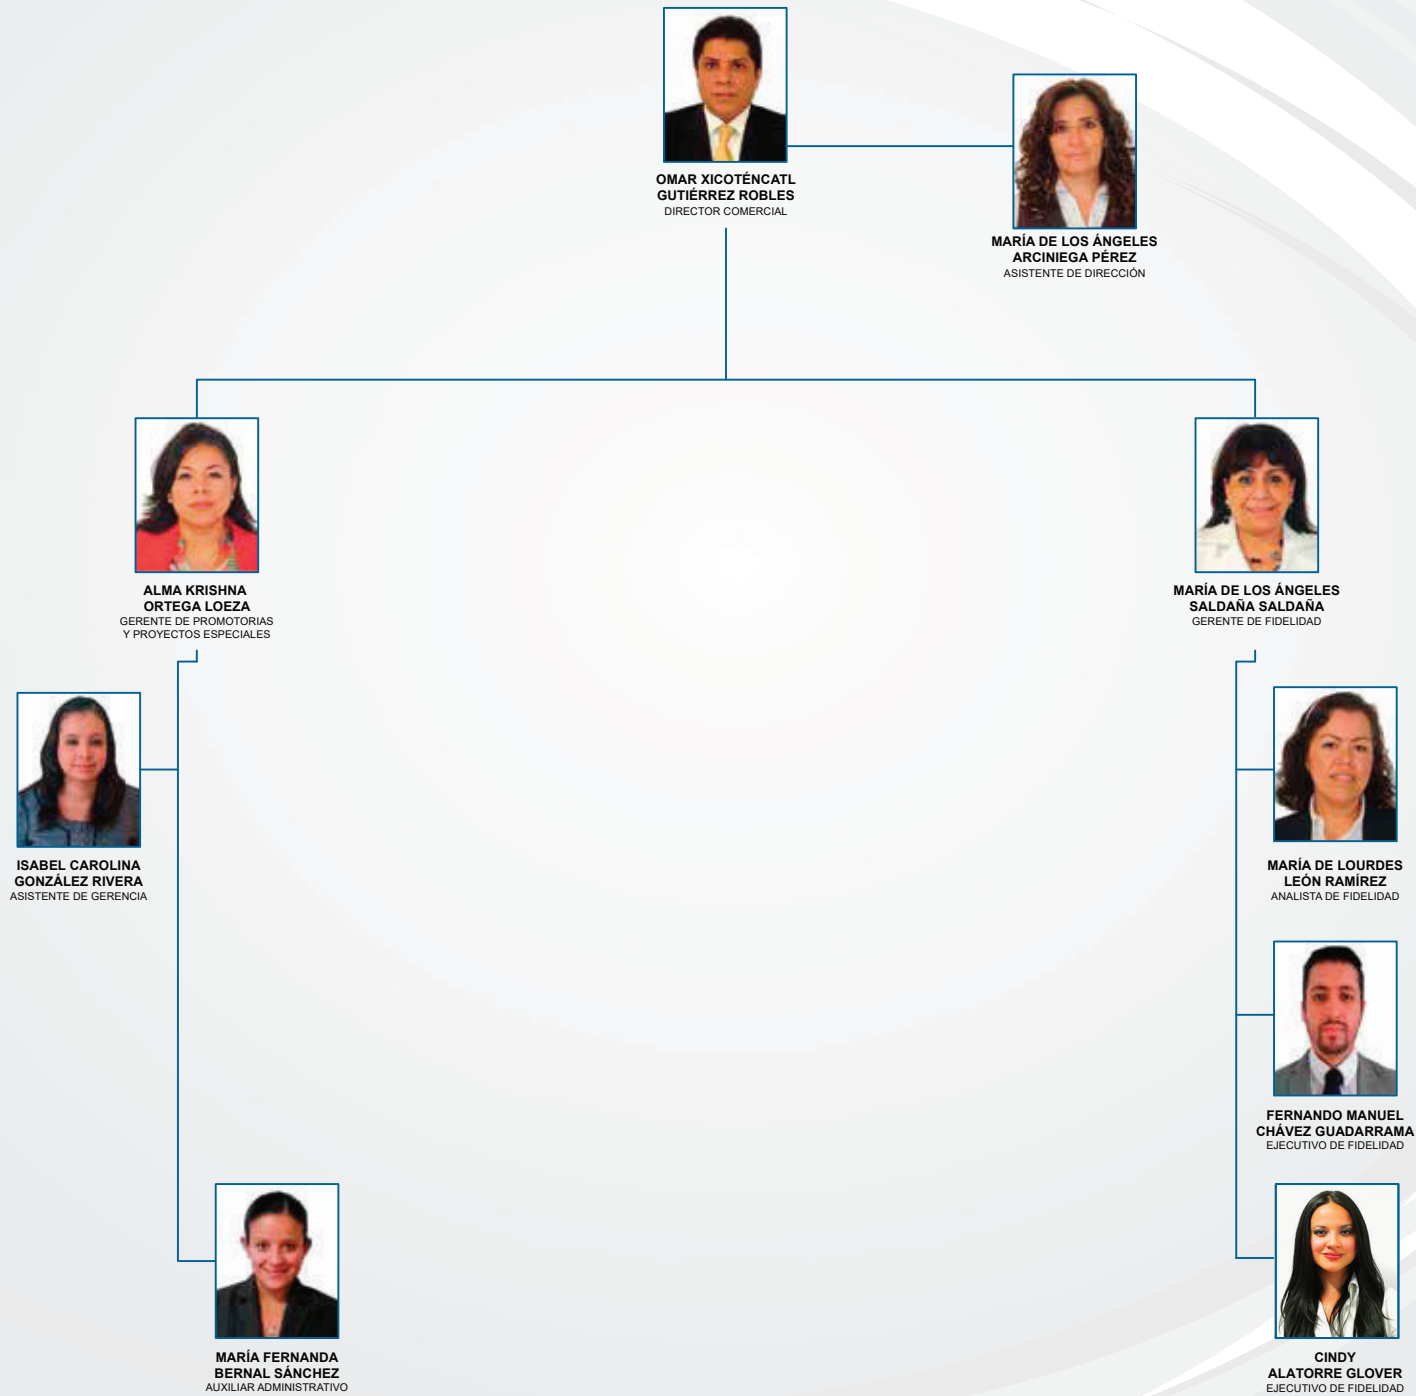 OMAR XICOTÉNCATL
GUTIÉRREZ ROBLES
DIRECTOR COMERCIAL
MARÍA DE LOS ÁNGELES
ARCINIEGA PÉREZ
ASISTENTE DE DIRECCIÓN
ALMA KRISHNA
ORTEGA LOEZA
GERENTE DE PROMOTORIAS
Y PROYECTOS ESPECIALES
MARÍA DE LOS ÁNGELES
SALDAÑA SALDAÑA
GERENTE DE FIDELIDAD
ISABEL CAROLINA
GONZÁLEZ RIVERA
ASISTENTE DE GERENCIA
MARÍA DE LOURDES
LEÓN RAMÍREZ
ANALISTA DE FIDELIDAD
FERNANDO MANUEL
CHÁVEZ GUADARRAMA
EJECUTIVO DE FIDELIDAD
MARÍA FERNANDA
BERNAL SÁNCHEZ
AUXILIAR ADMINISTRATIVO
CINDY
ALATORRE GLOVER
EJECUTIVO DE FIDELIDAD